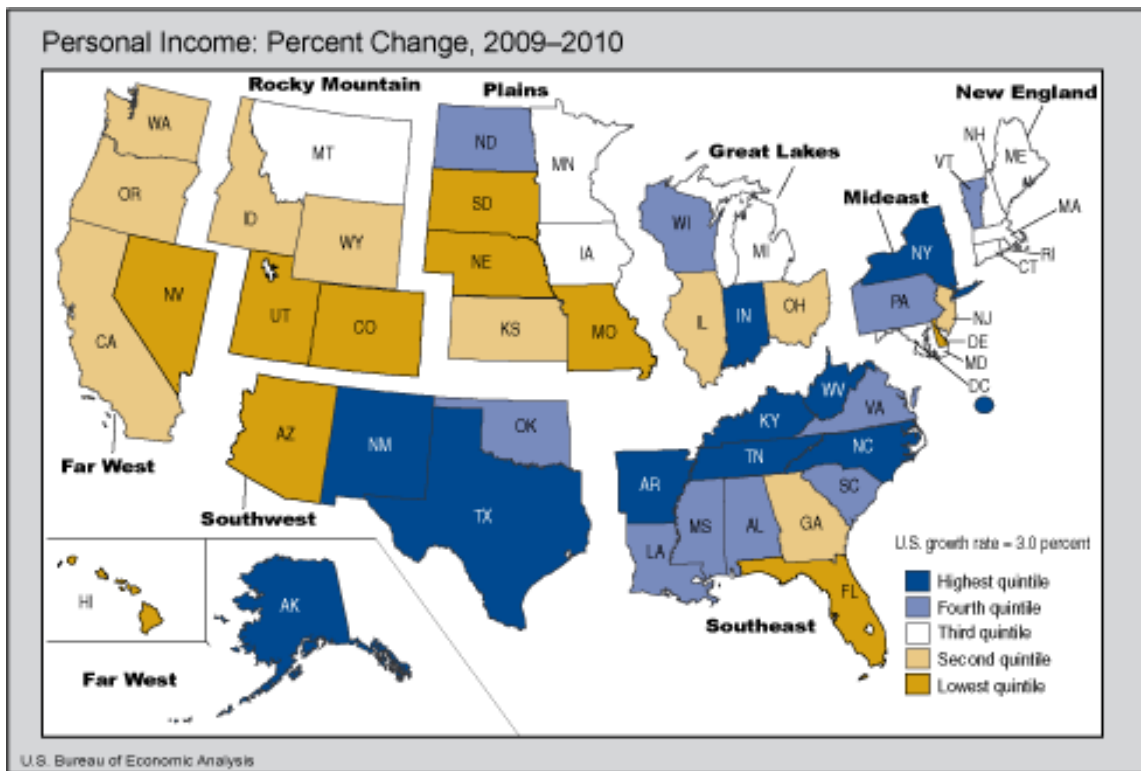 Personal Income: Percent Change, 2009–2010
Rocky Mountain
Plains
New England
Great Lakes
Mideast
WA
MT
ND
MN
NH
ME
VT
OR
ID
SD
WI
MA
WY
IA
MI
NY
RI
CT
NE
NV
UT
CO
KS
MO
IL
IN
OH
PA
NJ
DE
MD
DC
CA
WV
VA
KY
Far West
AZ
NM
OK
TN
NC
AR
Southwest
TX
SC
MS
AL
GA
LA
U.S. growth rate = 3.0 percent
HI
AK
FL
Southeast
Far West
Highest quintile
Fourth quintile
Third quintile
Second quintile
Lowest quintile
U.S. Bureau of Economic Analysis